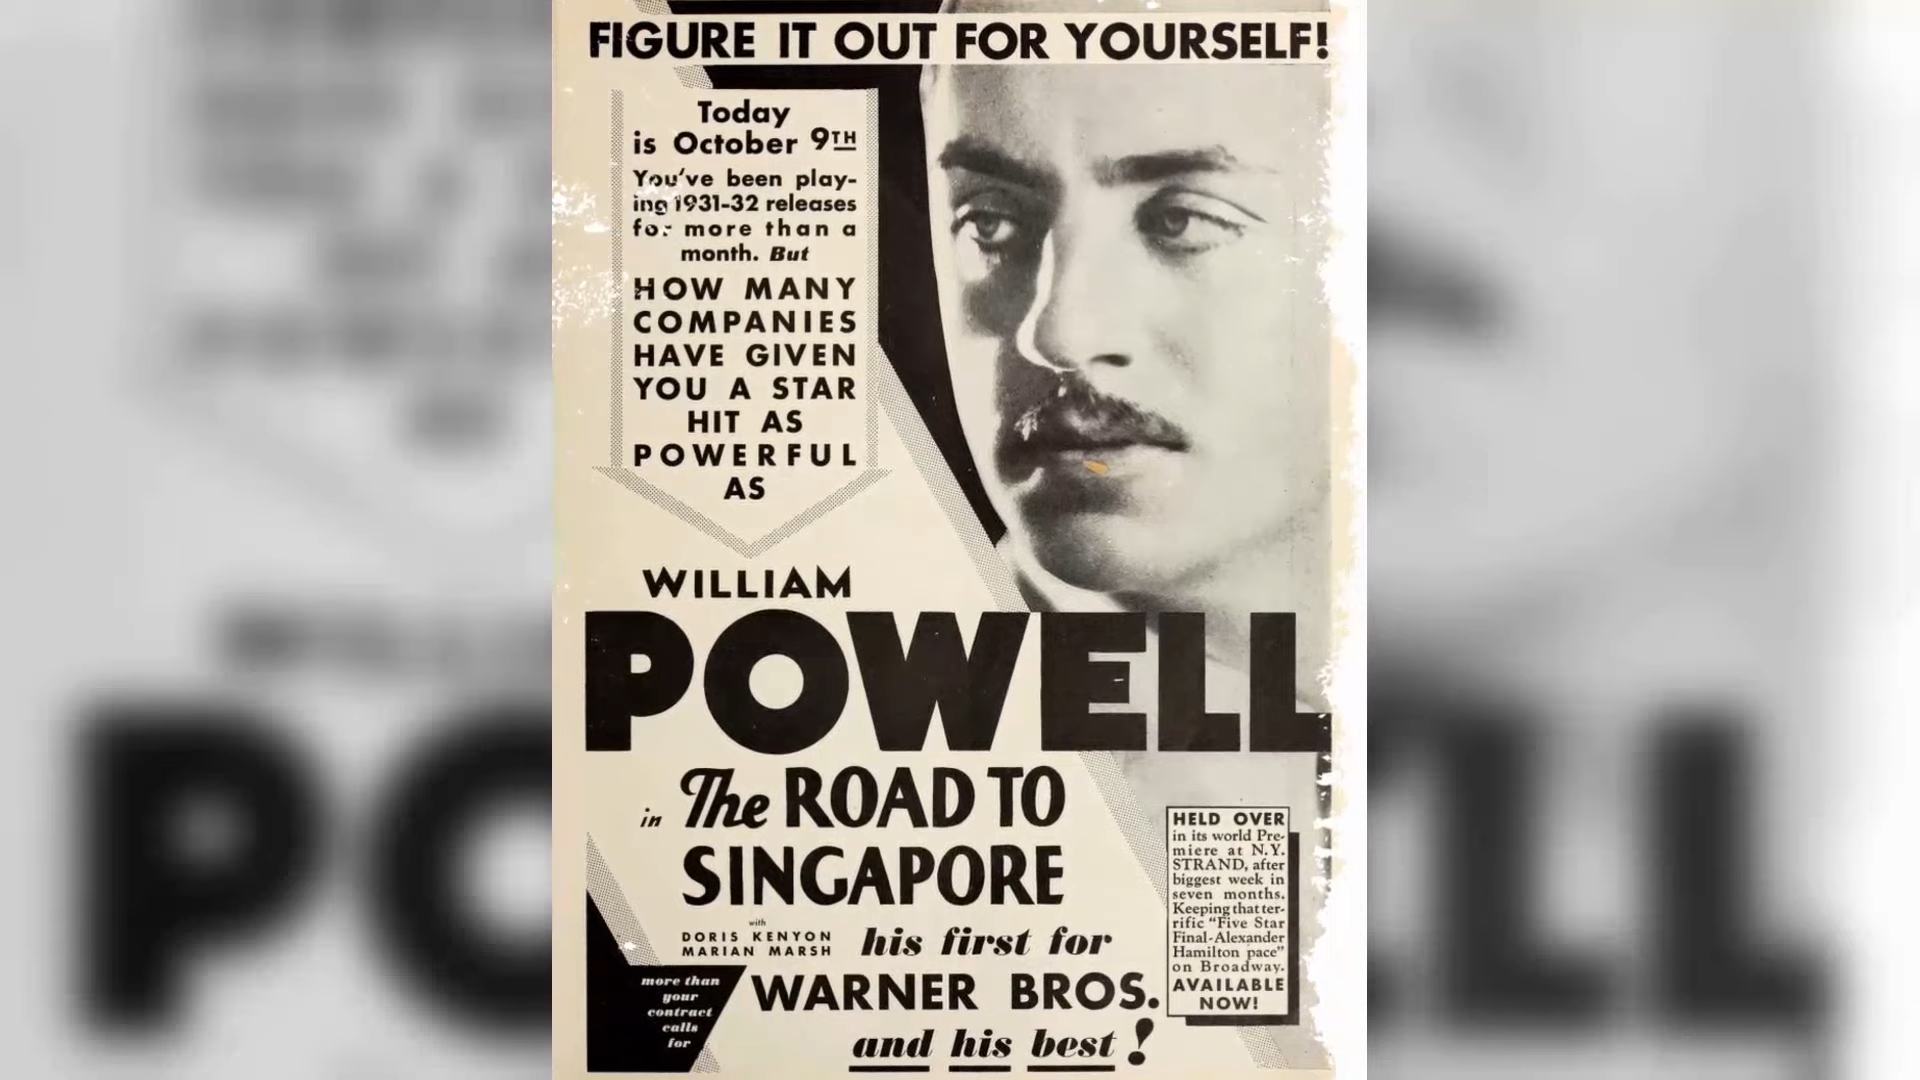 FIGURE IT OUT FOR YOURSELF!
Today
is October 9TH
You've been play-
ing 1931-32 releases
for more than a
month. But
HOW MANY
COMPANIES
HAVE GIVEN
YOU A STAR
HIT AS
POWERFUL
AS
WILLIAM
POWELL
in The ROAD TO
SINGAPORE
with
DORIS KENYON
MARIAN MARSH
his first for
WARNER BROS.
and his best!
more than
your
contract
calls
for
HELD OVER
in its world Pre-
miere at N.Y.
STRAND, after
biggest week in
seven months.
Keeping that ter-
rific "Five Star
Final-Alexander
Hamilton pace"
on Broadway.
AVAILABLE
NOW!